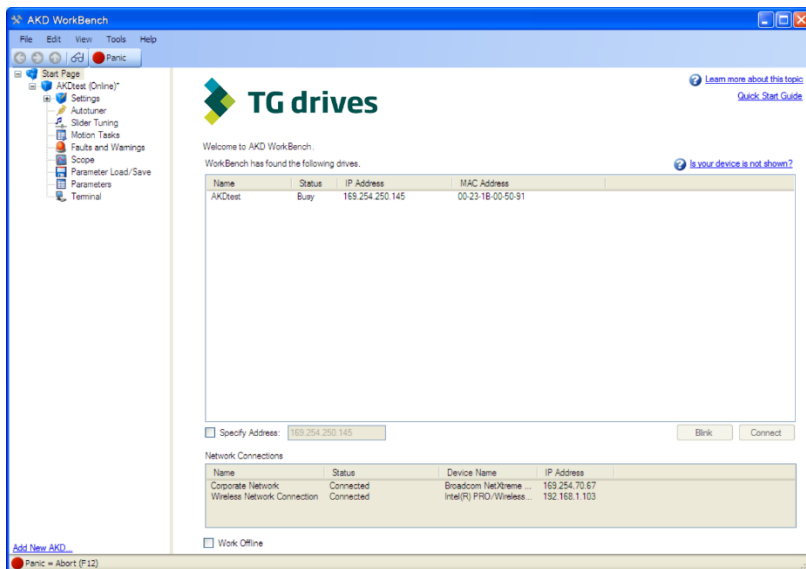 AKD WorkBench
File Edit View Tools Help
Panic
Start Page
AKDtest (Online)*
Settings
Autotuner
Slider Tuning
Motion Tasks
Faults and Warnings
Scope
Parameter Load/Save
Parameters
Terminal
Add New AKD...
TG drives
Learn more about this topic
Quick Start Guide
Welcome to AKD WorkBench.
WorkBench has found the following drives.
Is your device is not shown?
Name Status IP Address MAC Address
AKDtest Busy 169.254.250.145 00-23-1B-00-50-91
Specify Address: 169.254.250.145 Blink Connect
Network Connections
Name Status Device Name IP Address
Corporate Network Connected Broadcom NetXtreme ... 169.254.70.67
Wireless Network Connection Connected Intel(R) PRO/Wireless... 192.168.1.103
Work Offline
Panic = Abort (F12)